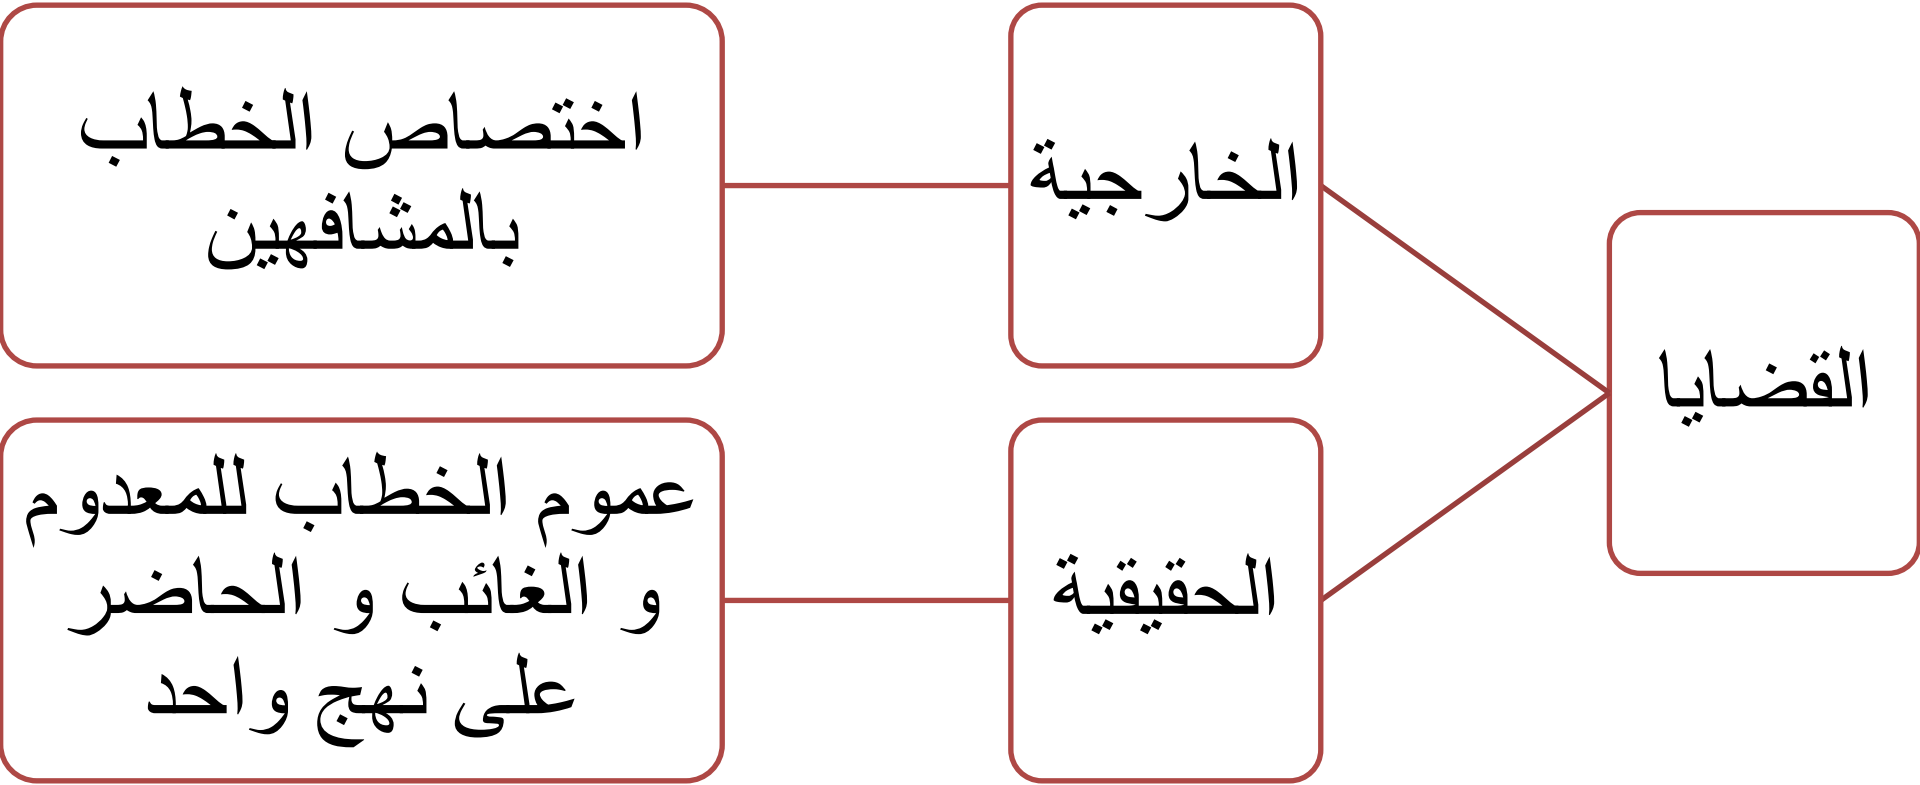 القضايا
الخارجية
اختصاص الخطاب
بالمشافهين
الحقيقية
عموم الخطاب للمعدوم
و الغائب و الحاضر
على نهج واحد